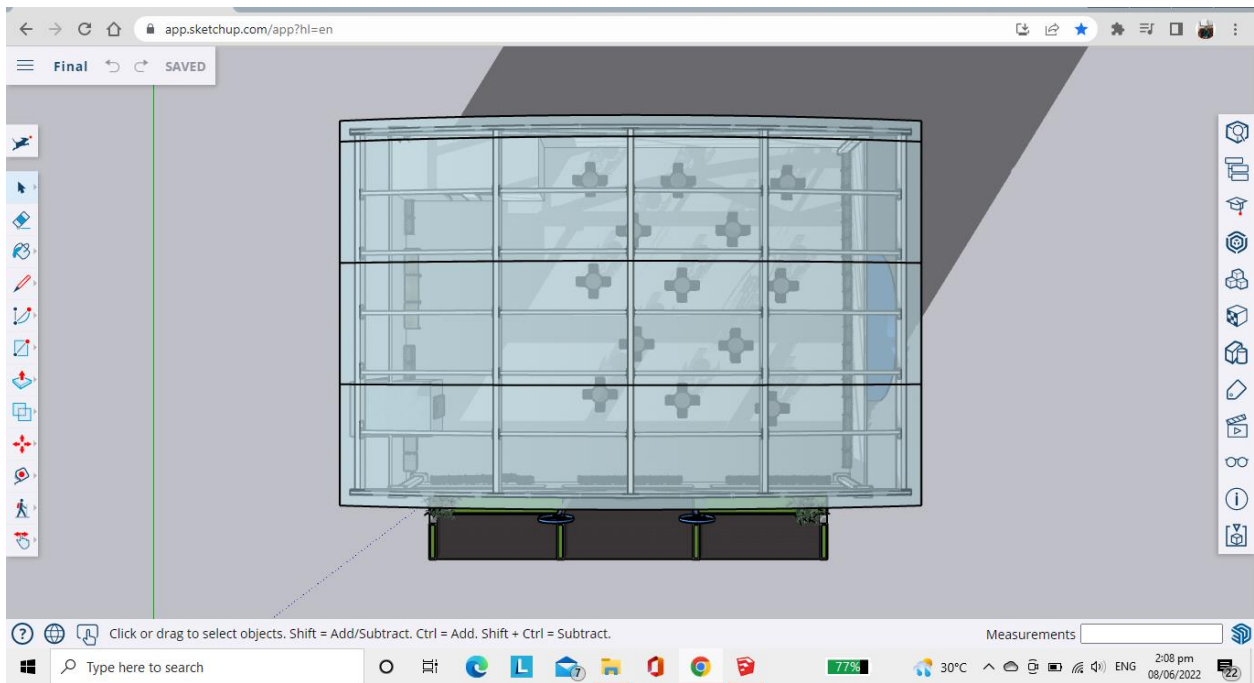 app.sketchup.com/app?hl=en
Final SAVED
Click or drag to select objects. Shift = Add/Subtract. Ctrl = Add. Shift + Ctrl = Subtract.
Measurements
Type here to search
L
7
77%
30°C
ENG
2:08 pm
08/06/2022
22